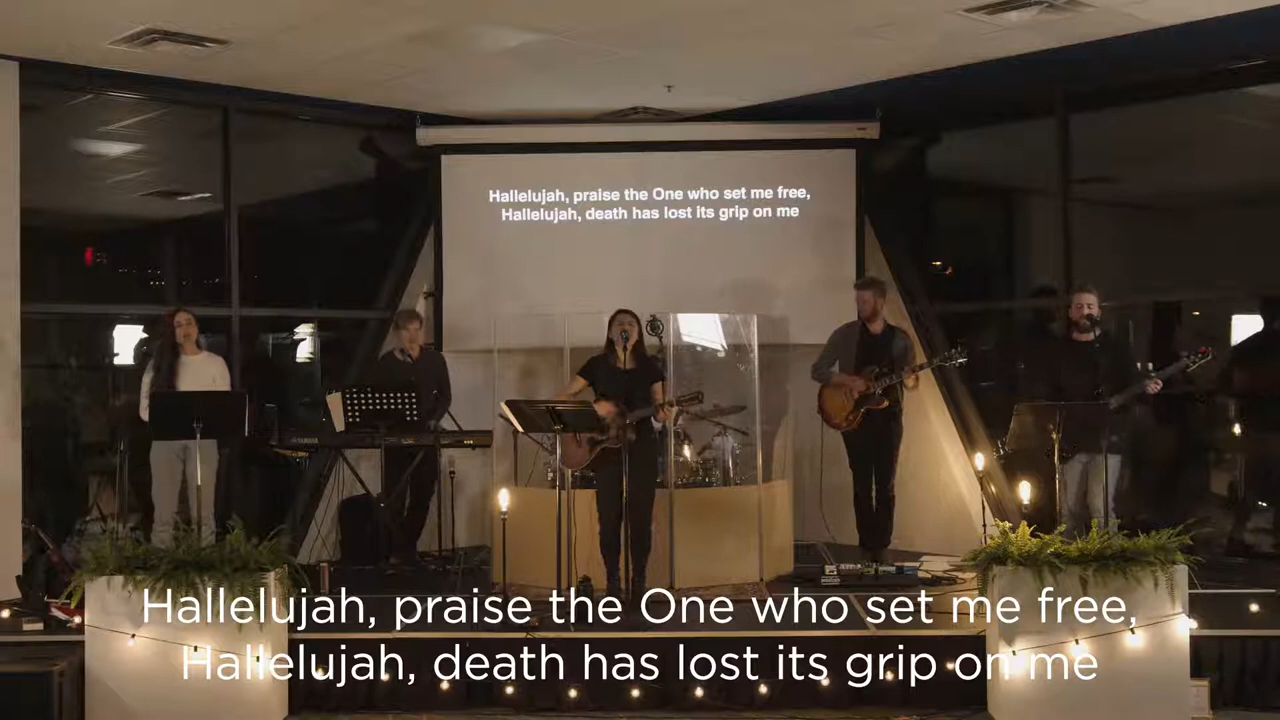 Hallelujah, praise the One who set me free,
Hallelujah, death has lost its grip on me
YAMAHA
Hallelujah, praise the One who set me free,
Hallelujah, death has lost its grip on me